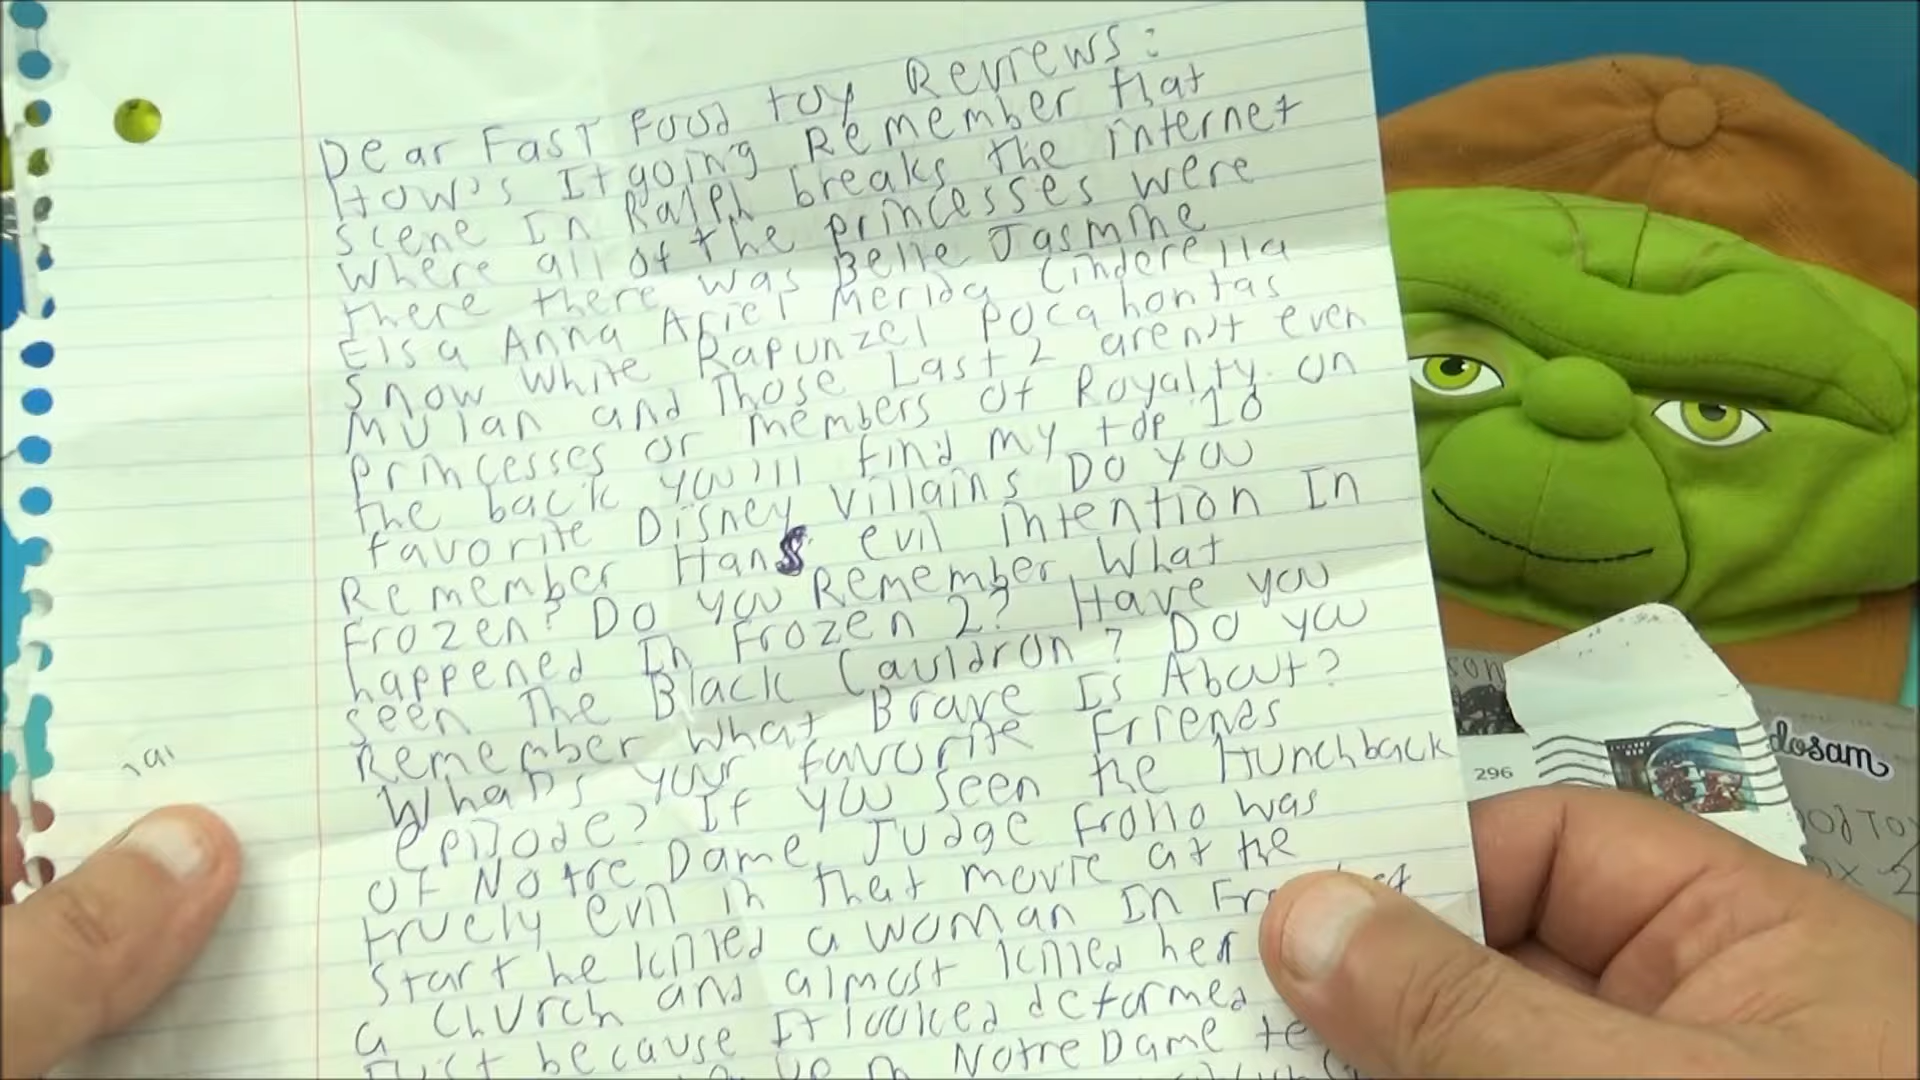 Dear Fast Food toy Reviews:
How's It going Remember that
scene In Ralph breaks the internet
where all of the princesses were
there there was Belle Jasmine
Elsa Anna Ariel Merida Cinderella
Snow White Rapunzel Pocahontas
Mulan and Those Last 2 aren't even
princesses or members of Royalty. on
the back you'll find my top 10
favorite Disney villains Do you
Remember Hans evil intention In
Frozen? Do you Remember What
happened In Frozen 2? Have you
seen The Black Cauldron? Do you
Remember what Brave Is About?
What's your favorite Friends
episode? If you seen the Hunchback
Of Notre Dame Judge frollo was
truely evil in that movie at the
start he killed a woman In
a church and almost killed her
Just because It looked deformed
Notre Dame
296
dosam